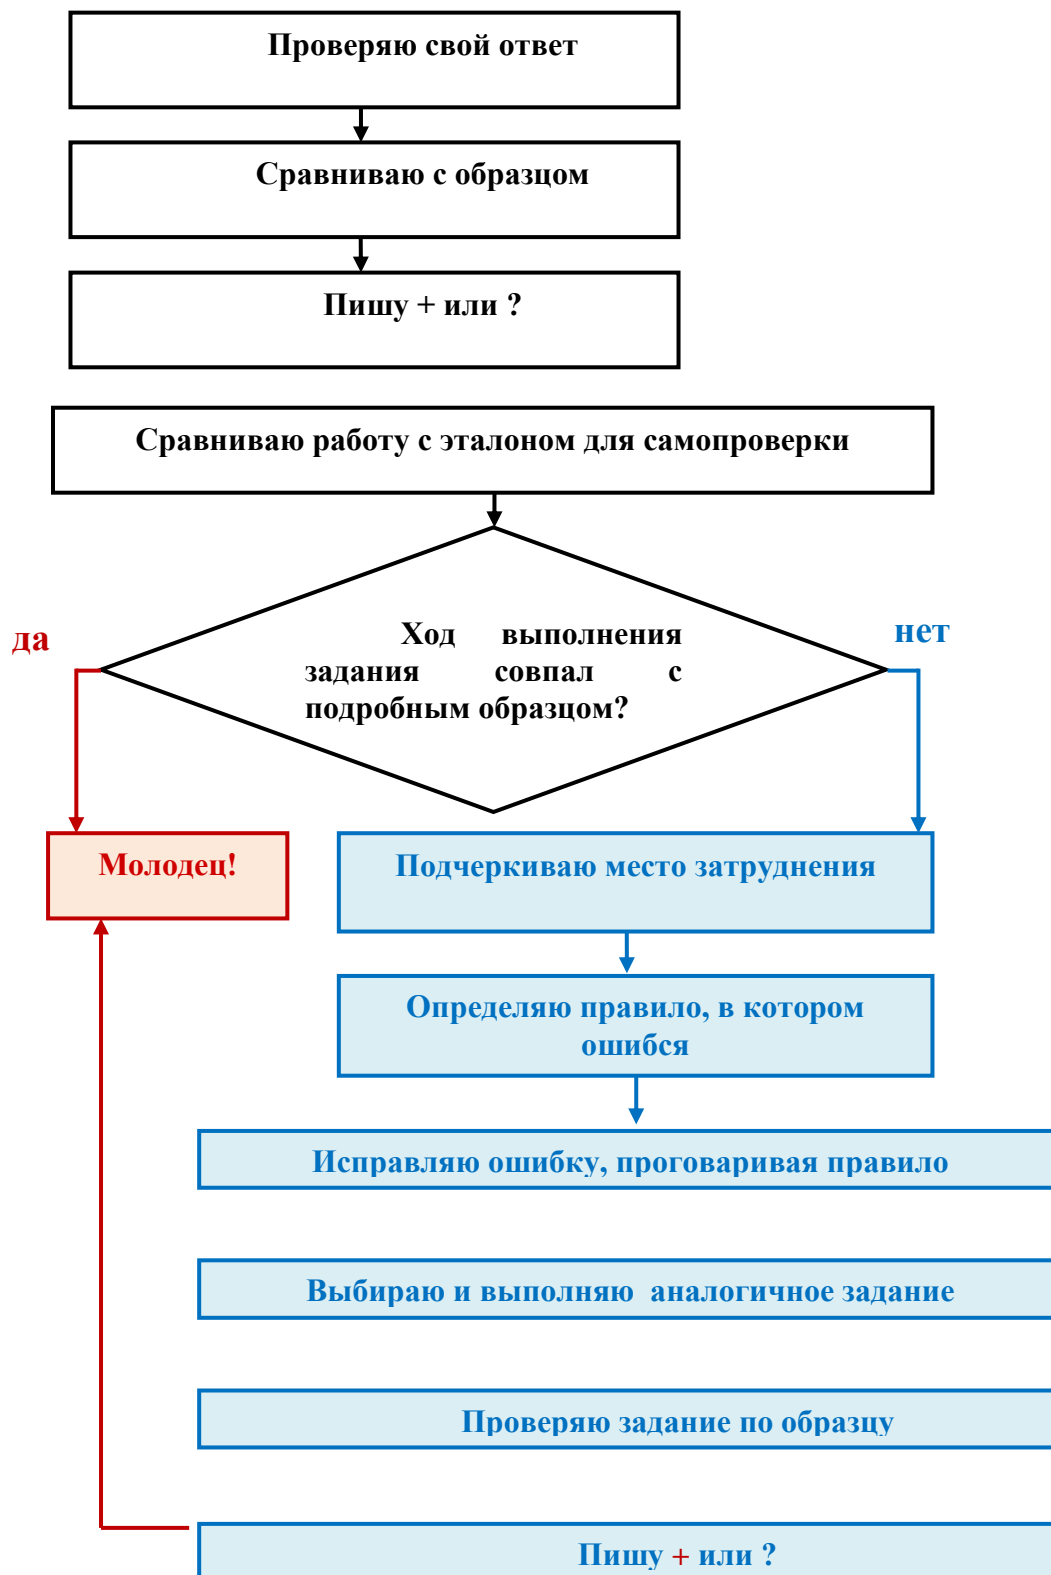 Проверяю свой ответ
Сравниваю с образцом
Пишу + или ?
Сравниваю работу с эталоном для самопроверки
да
нет
Ход выполнения
задания совпал с
подробным образцом?
Молодец!
Подчеркиваю место затруднения
Определяю правило, в котором
ошибся
Исправляю ошибку, проговаривая правило
Выбираю и выполняю аналогичное задание
Проверяю задание по образцу
Пишу + или ?